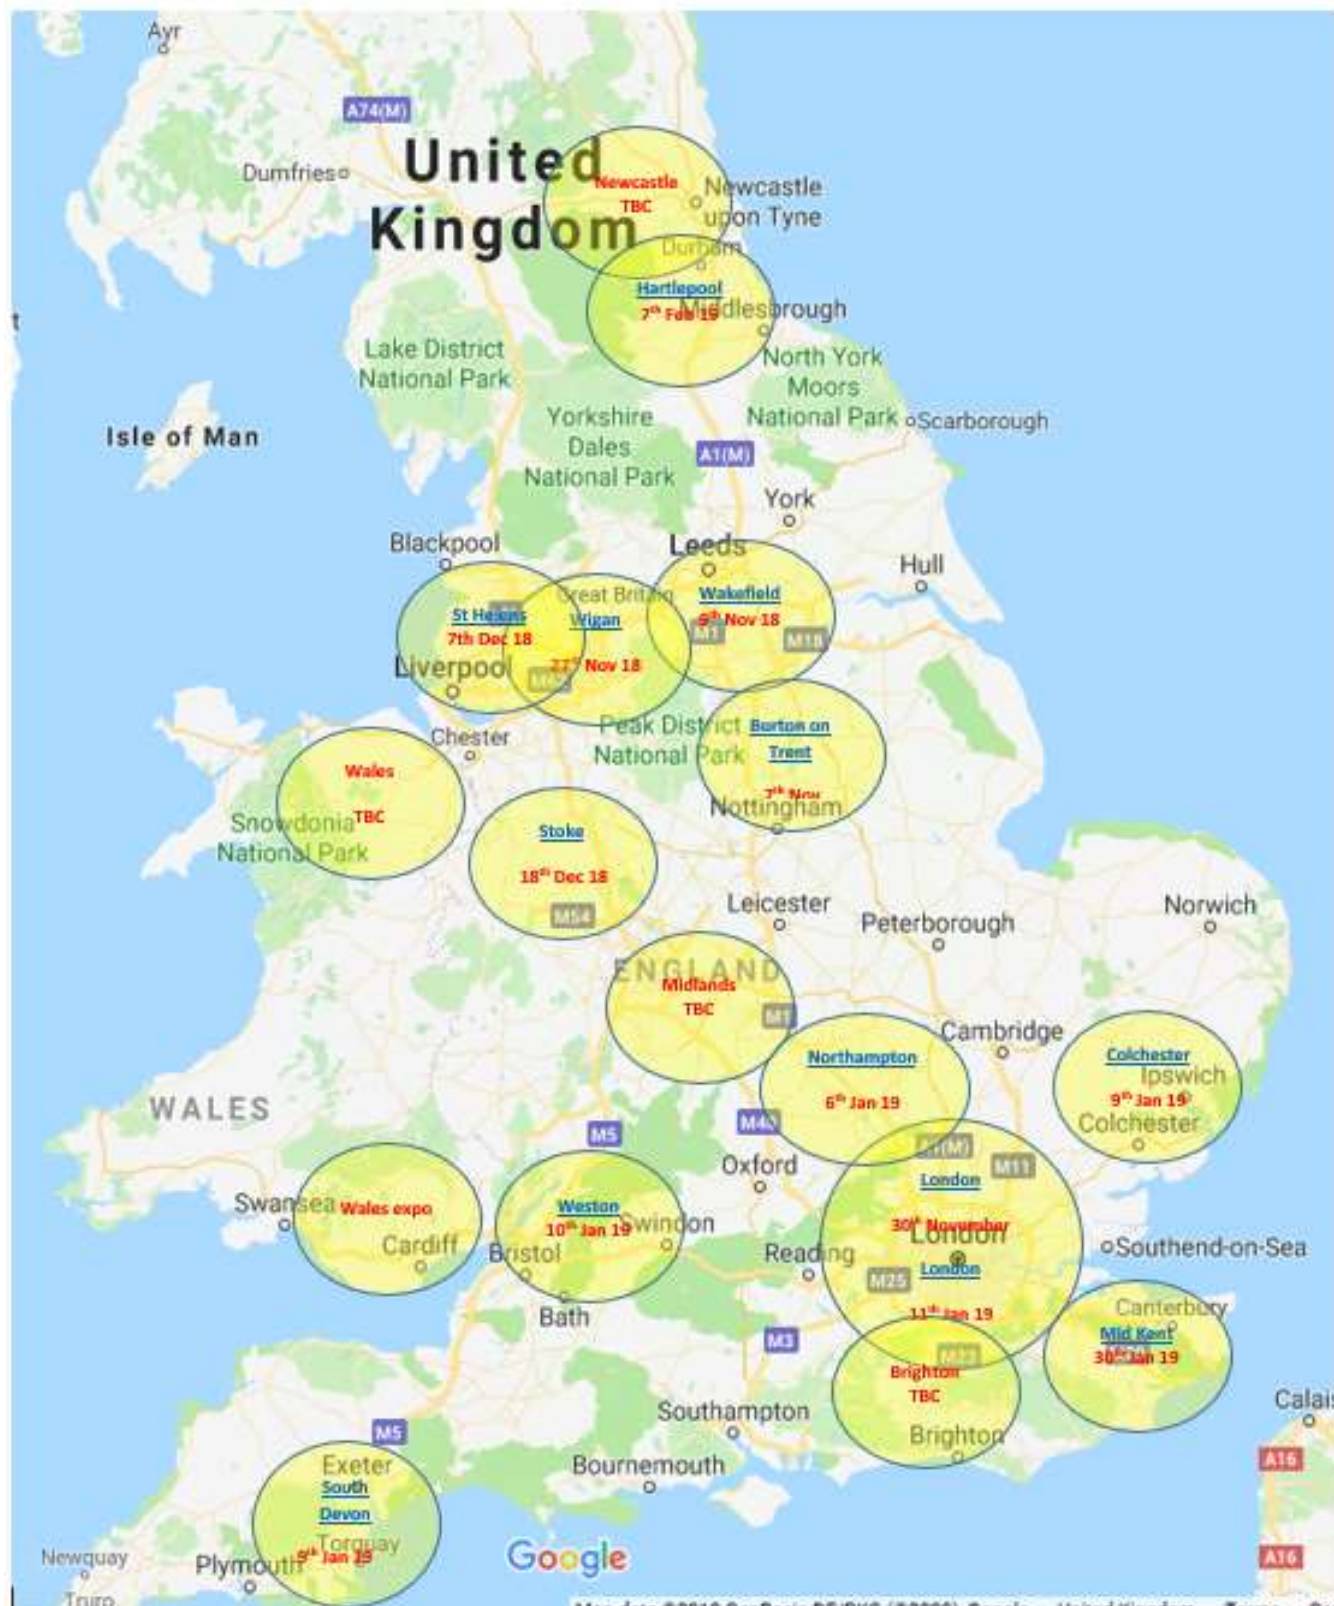 Ayr
A74(M)
Dumfries
United
Kingdom
Newcastle
TBC
Newcastle
upon Tyne
Durham
Hartlepool
7th Feb 19
Middlesbrough
Lake District
National Park
North York
Moors
National Park
Scarborough
Yorkshire
Dales
National Park
Isle of Man
A1(M)
York
Blackpool
Leeds
Hull
Great Britain
St Helens
7th Dec 18
Wigan
Nov 18
Wakefield
9th Nov 18
M1
M18
Liverpool
Chester
Peak District
National Park
Burton on
Trent
7th Nov
Nottingham
Wales
TBC
Snowdonia
National Park
Stoke
18th Dec 18
M54
Leicester
Peterborough
Norwich
ENGLAND
Midlands
TBC
M1
Cambridge
Northampton
6th Jan 19
Colchester
Ipswich
9th Jan 19
Colchester
WALES
M5
M40
A1(M)
M11
Oxford
London
30th November
London
London
11th Jan 19
M25
Swansea
Wales expo
Cardiff
Weston
10th Jan 19
Swindon
Bristol
Bath
Reading
Southend-on-Sea
M3
Canterbury
Mid Kent
30th Jan 19
Brighton
TBC
Brighton
Southampton
Calais
M5
Bournemouth
A16
Exeter
South
Devon
Torquay
9th Jan 19
Google
A16
Newquay
Plymouth
Truro